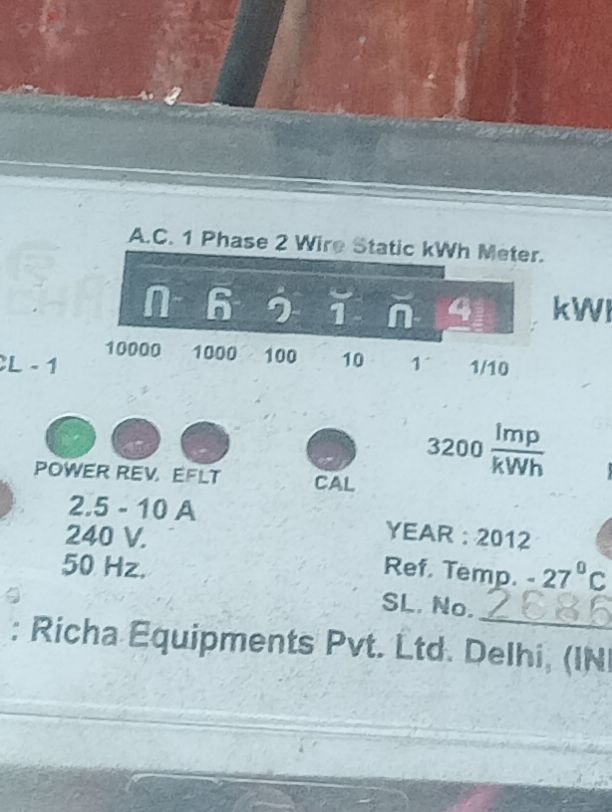 A.C. 1 Phase 2 Wire Static kWh Meter.
4
10000 1000 100 10 1 1/10
CL - 1
3200 Imp/kWh
POWER REV. EFLT
CAL
2.5 - 10 A
240 V.
50 Hz.
YEAR : 2012
Ref. Temp. - 27 °C
SL. No. 2686
: Richa Equipments Pvt. Ltd. Delhi,